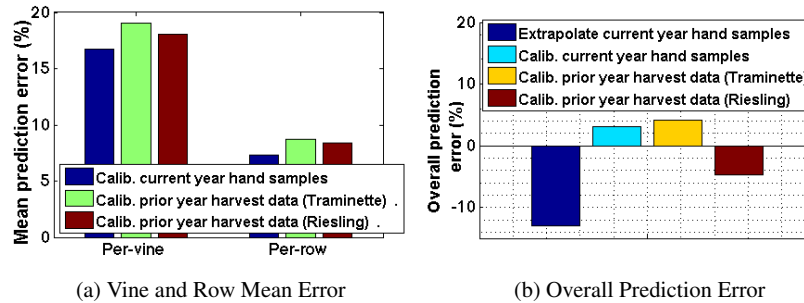 20
15
10
5
0
Mean prediction error (%)
Calib. current year hand samples
Calib. prior year harvest data (Traminette) .
Calib. prior year harvest data (Riesling) .
Per-vine
Per-row
(a) Vine and Row Mean Error
20
10
0
-10
Overall prediction
error (%)
Extrapolate current year hand samples
Calib. current year hand samples
Calib. prior year harvest data (Traminette)
Calib. prior year harvest data (Riesling)
(b) Overall Prediction Error